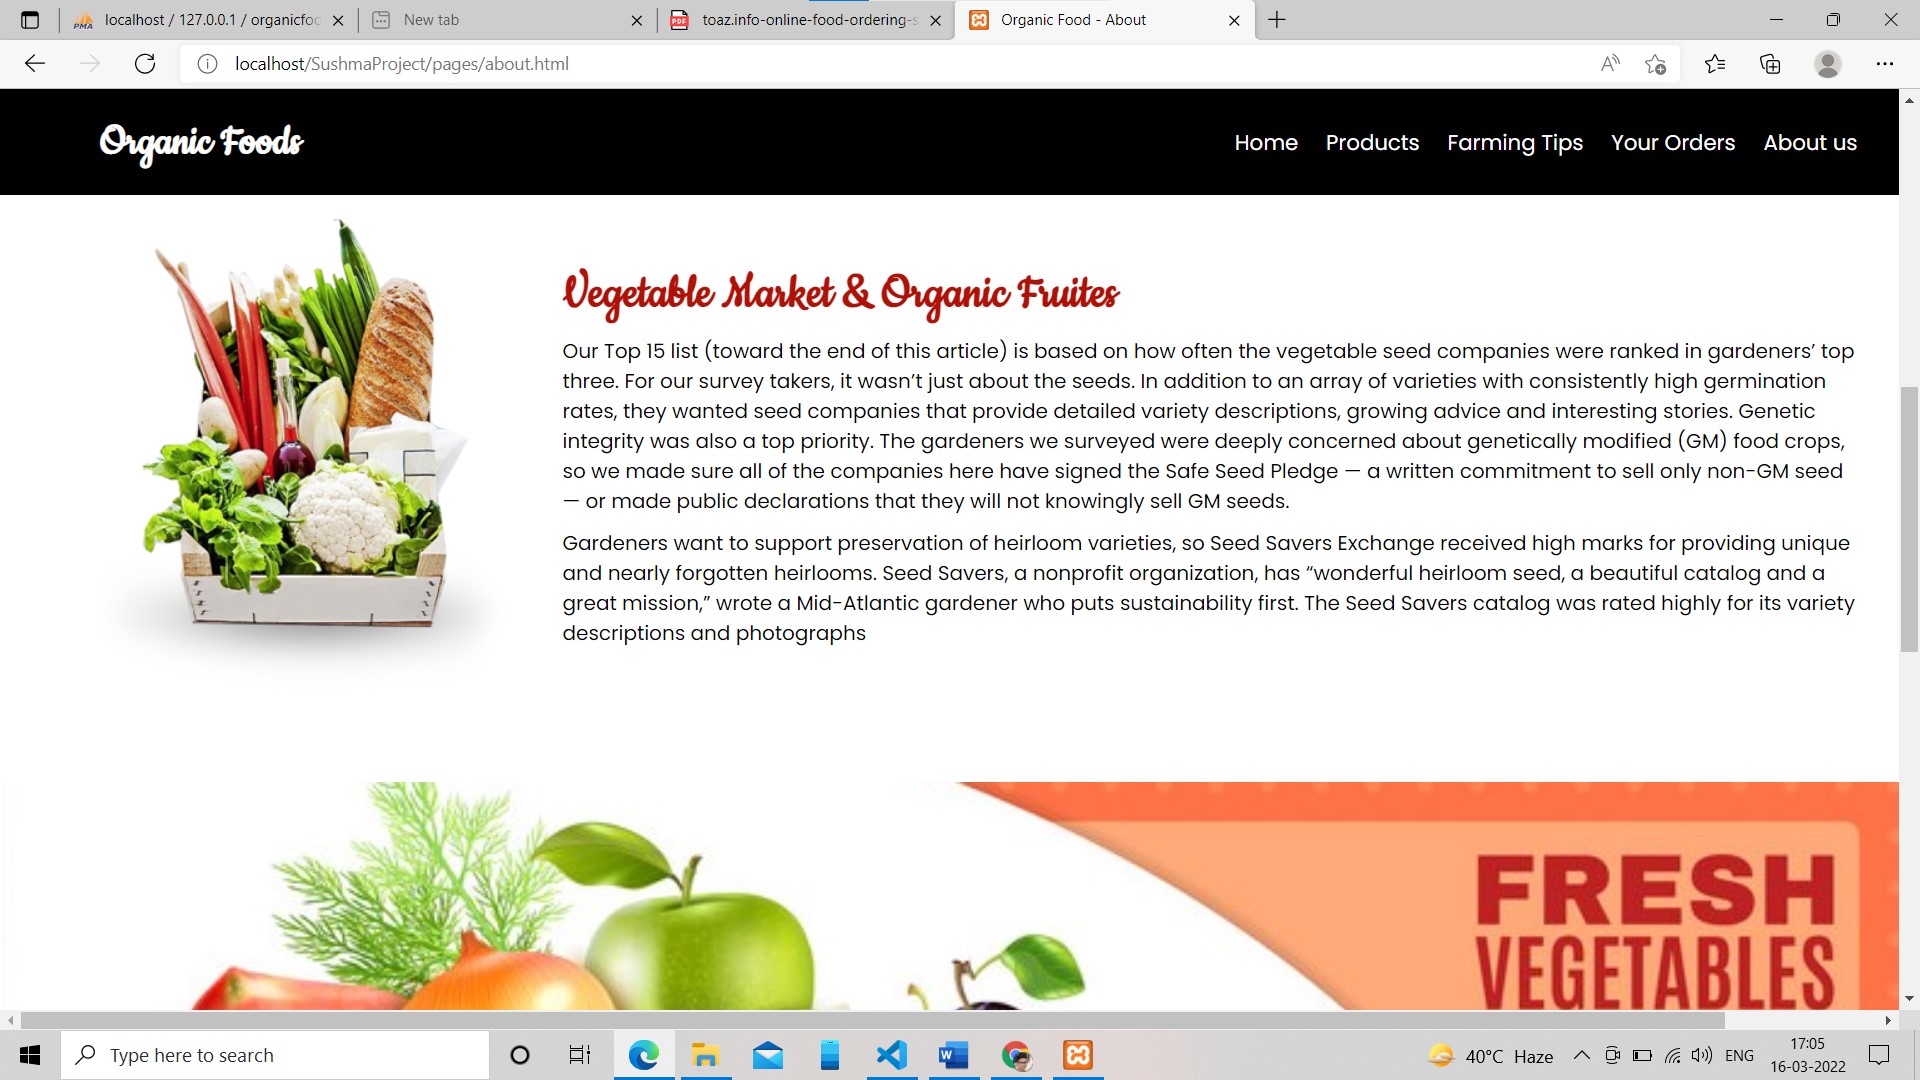 localhost / 127.0.0.1 / organicfoo
New tab
toaz.info-online-food-ordering-s
Organic Food - About
localhost/SushmaProject/pages/about.html
Organic Foods
Home Products Farming Tips Your Orders About us
Vegetable Market & Organic Fruites
Our Top 15 list (toward the end of this article) is based on how often the vegetable seed companies were ranked in gardeners’ top
three. For our survey takers, it wasn’t just about the seeds. In addition to an array of varieties with consistently high germination
rates, they wanted seed companies that provide detailed variety descriptions, growing advice and interesting stories. Genetic
integrity was also a top priority. The gardeners we surveyed were deeply concerned about genetically modified (GM) food crops,
so we made sure all of the companies here have signed the Safe Seed Pledge — a written commitment to sell only non-GM seed
— or made public declarations that they will not knowingly sell GM seeds.
Gardeners want to support preservation of heirloom varieties, so Seed Savers Exchange received high marks for providing unique
and nearly forgotten heirlooms. Seed Savers, a nonprofit organization, has “wonderful heirloom seed, a beautiful catalog and a
great mission,” wrote a Mid-Atlantic gardener who puts sustainability first. The Seed Savers catalog was rated highly for its variety
descriptions and photographs
FRESH
VEGETABLES
Type here to search
40°C Haze
ENG
17:05
16-03-2022